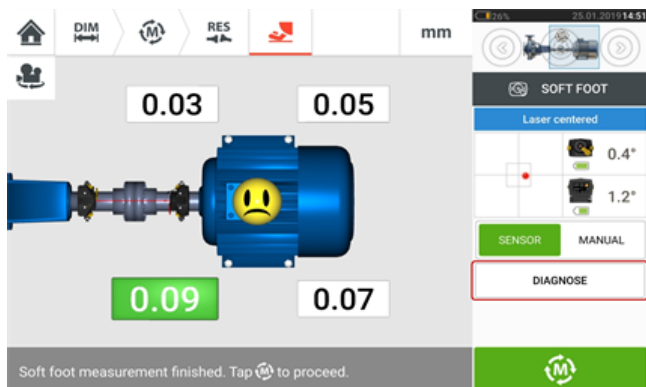 26% 25.01.2019 14:51
DIM
M
RES
mm
SOFT FOOT
Laser centered
0.03
0.05
0.4°
1.2°
SENSOR
MANUAL
DIAGNOSE
0.09
0.07
Soft foot measurement finished. Tap M to proceed.
M